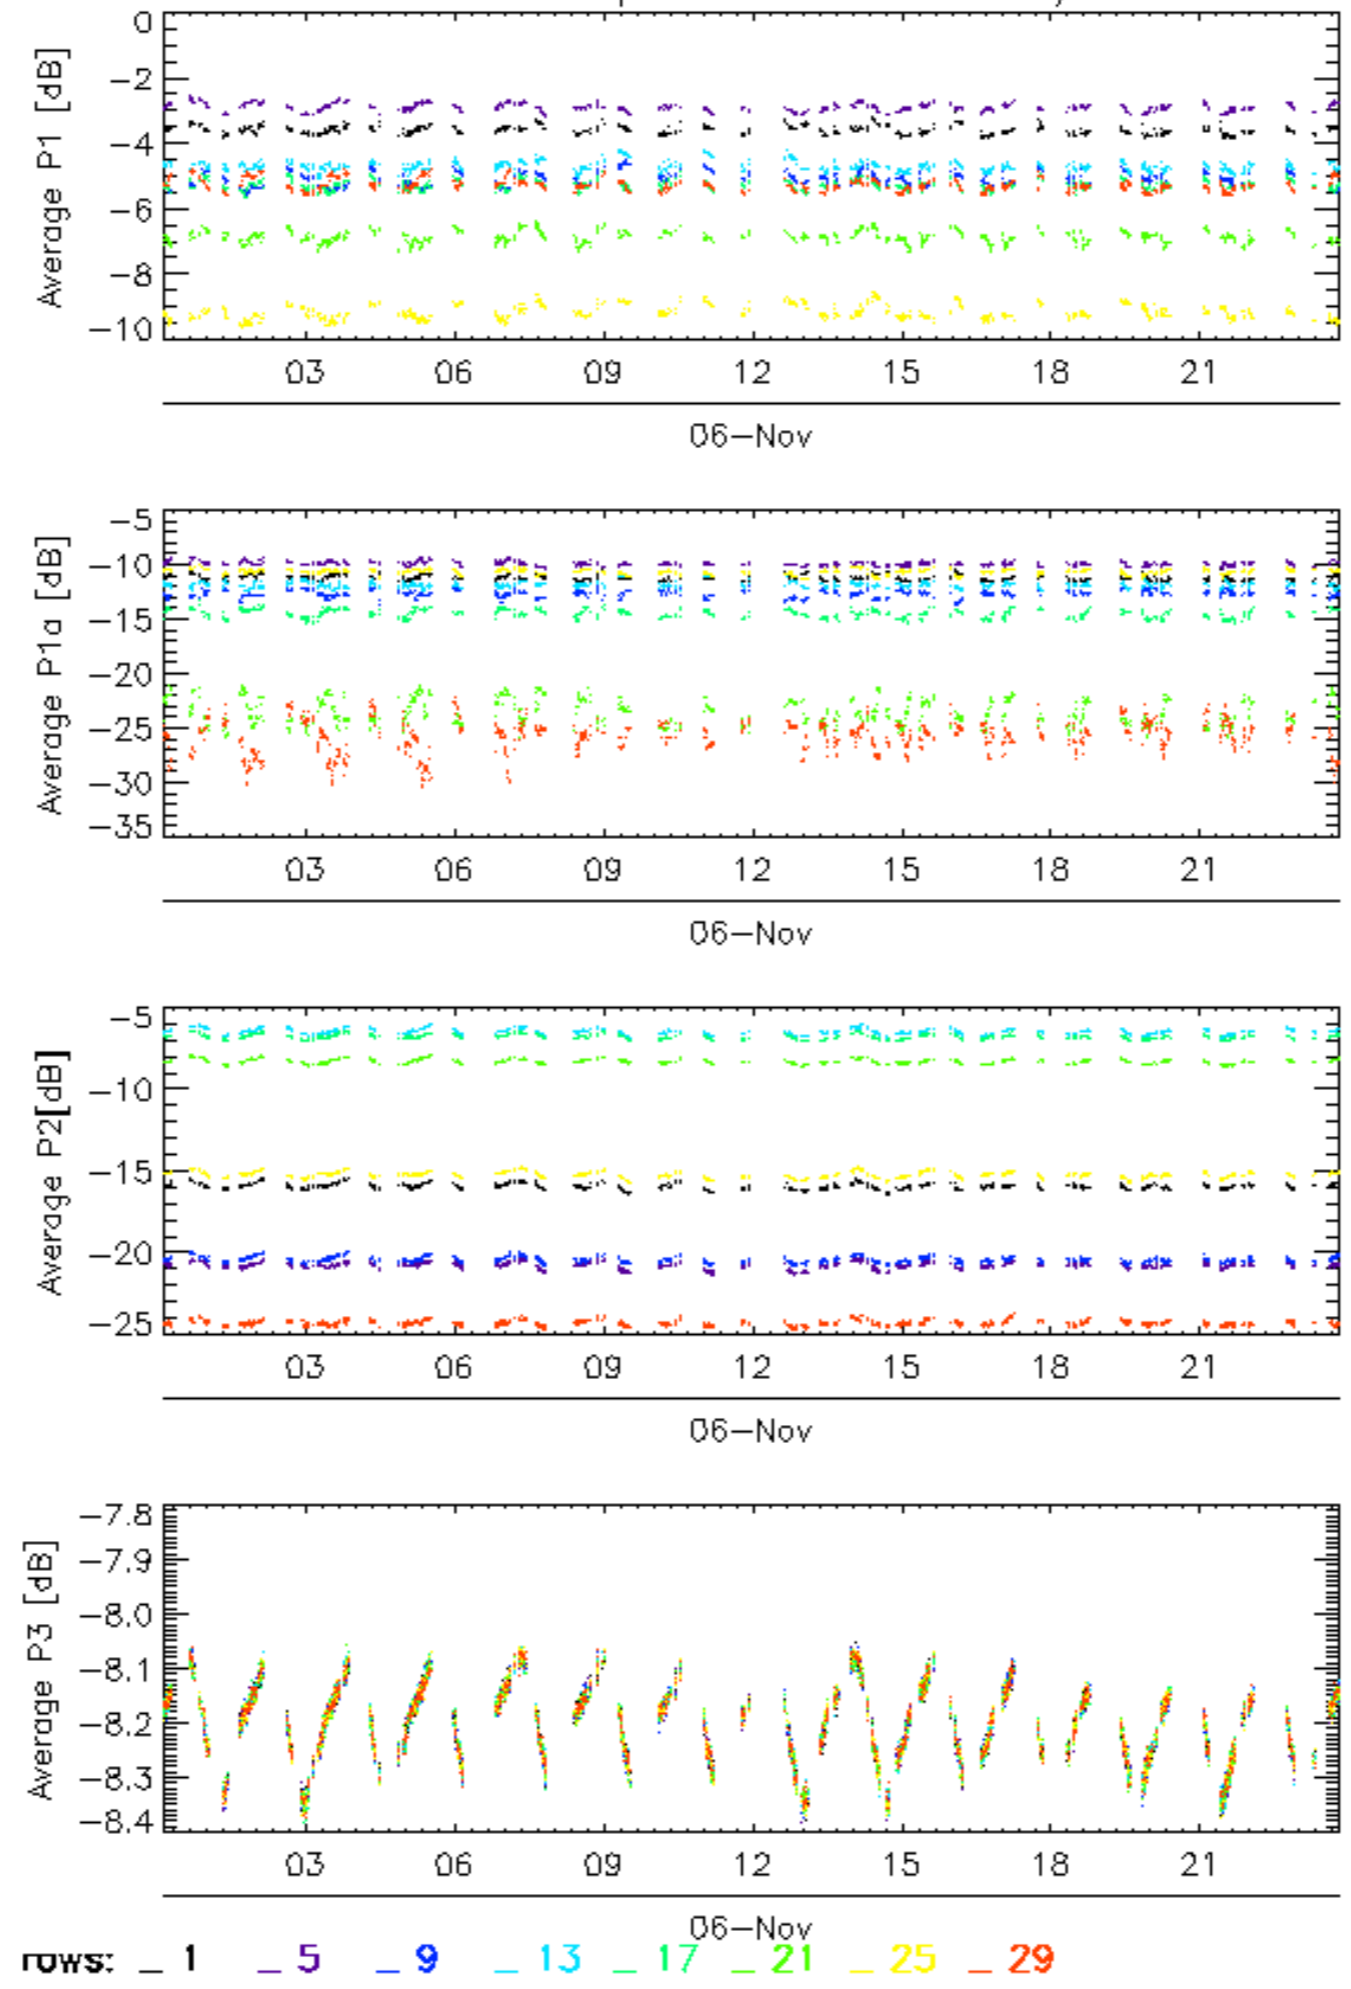 0
−2
−4
−6
−8
−10
Average P1 [dB]
03 06 09 12 15 18 21
06−Nov
−5
−10
−15
−20
−25
−30
−35
Average P1a [dB]
03 06 09 12 15 18 21
06−Nov
−5
−10
−15
−20
−25
Average P2[dB]
03 06 09 12 15 18 21
06−Nov
−7.8
−7.9
−8.0
−8.1
−8.2
−8.3
−8.4
Average P3 [dB]
03 06 09 12 15 18 21
06−Nov
rows: _ 1 _ 5 _ 9 _ 13 _ 17 _ 21 _ 25 _ 29